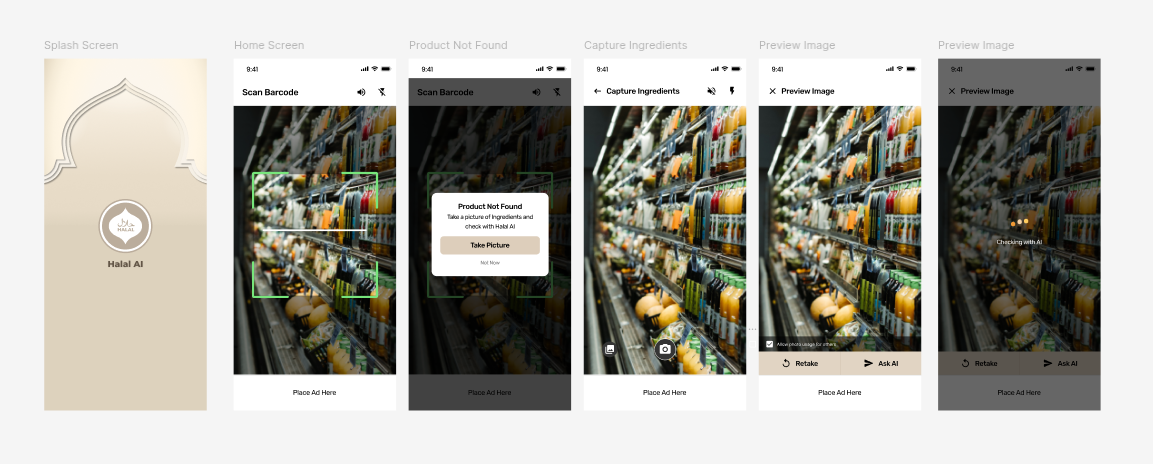 Splash Screen
HALAL
Halal AI
Home Screen
9:41
Scan Barcode
Place Ad Here
Product Not Found
9:41
Scan Barcode
Product Not Found
Take a picture of Ingredients and
check with Halal AI
Take Picture
Not Now
Place Ad Here
Capture Ingredients
9:41
Capture Ingredients
Place Ad Here
Preview Image
9:41
Preview Image
Allow photo usage for others
Retake
Ask AI
Place Ad Here
Preview Image
9:41
Preview Image
Checking with AI
Retake
Ask AI
Place Ad Here